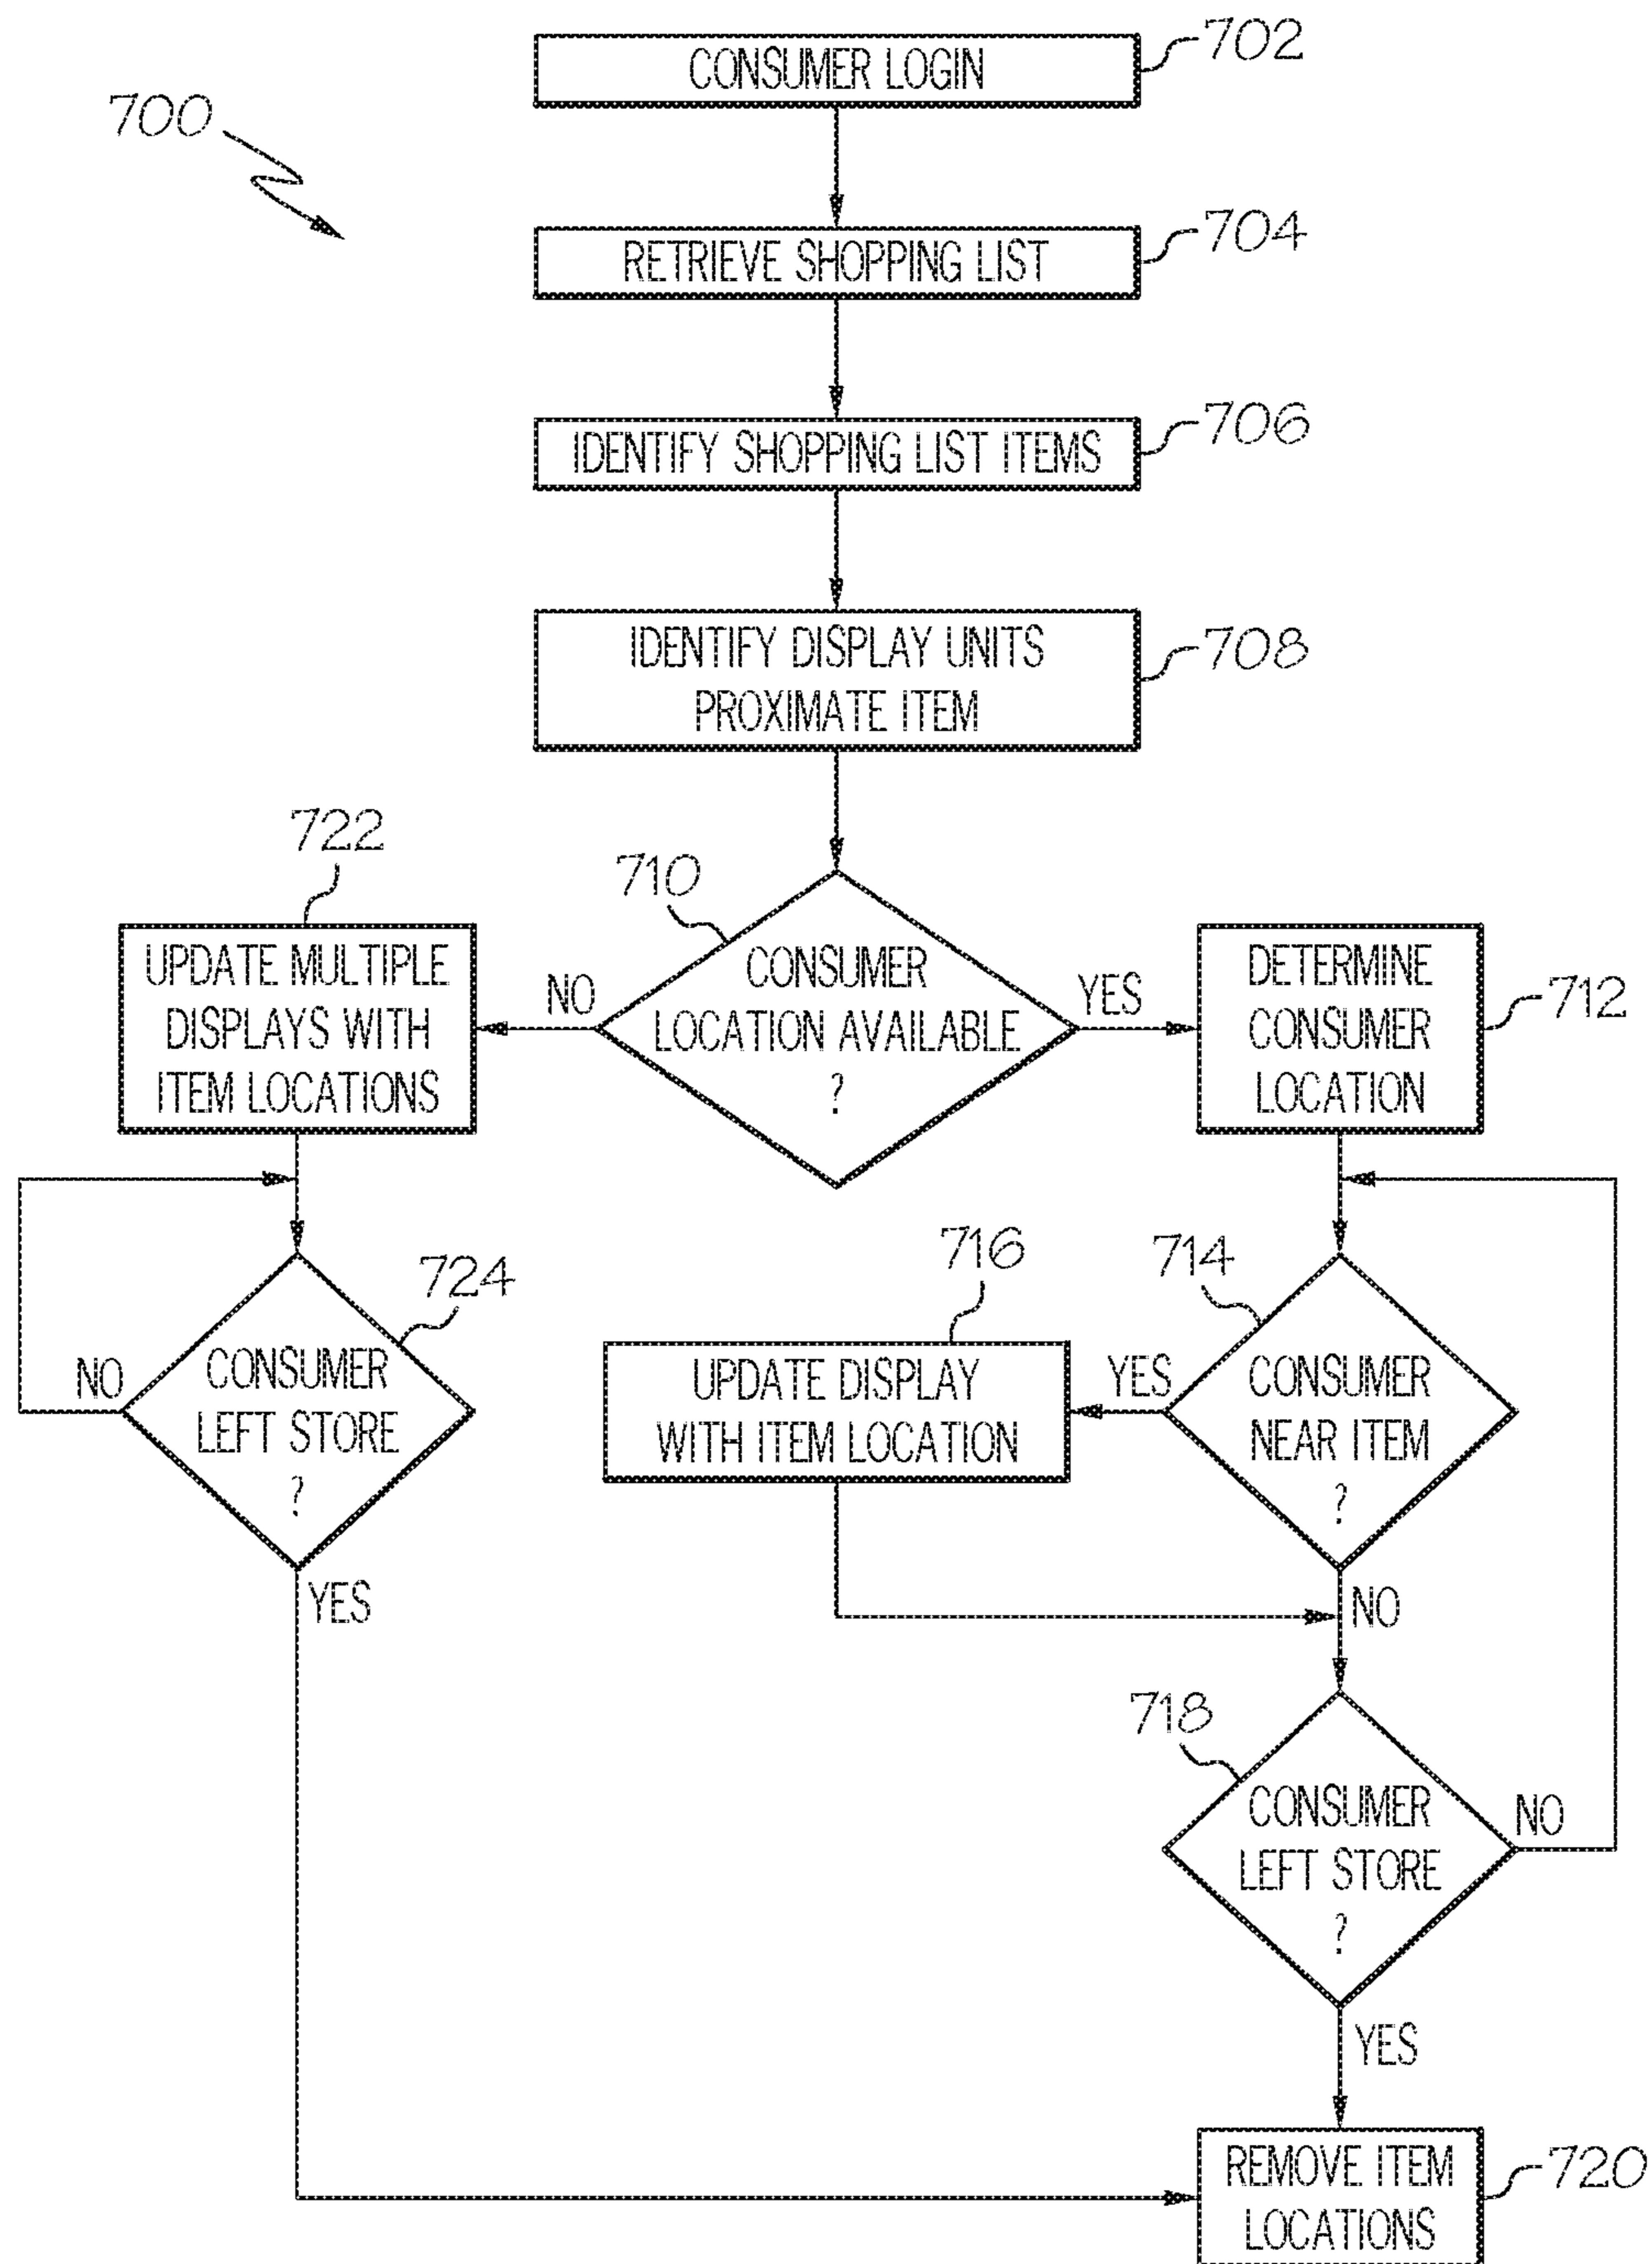 CONSUMER LOGIN
702
700
RETRIEVE SHOPPING LIST
704
IDENTIFY SHOPPING LIST ITEMS
706
IDENTIFY DISPLAY UNITS
PROXIMATE ITEM
708
722
710
UPDATE MULTIPLE
DISPLAYS WITH
ITEM LOCATIONS
NO
CONSUMER
LOCATION AVAILABLE
?
YES
DETERMINE
CONSUMER
LOCATION
712
724
NO
CONSUMER
LEFT STORE
?
YES
716
UPDATE DISPLAY
WITH ITEM LOCATION
YES
714
CONSUMER
NEAR ITEM
?
NO
718
CONSUMER
LEFT STORE
?
NO
YES
REMOVE ITEM
LOCATIONS
720